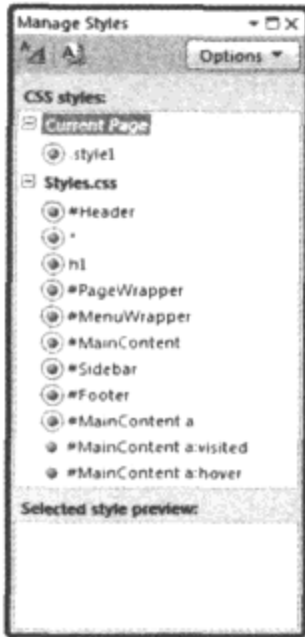 Manage Styles
Options
CSS styles:
Current Page
.style1
Styles.css
#Header
*
h1
#PageWrapper
#MenuWrapper
#MainContent
#Sidebar
#Footer
#MainContent a
#MainContent a:visited
#MainContent a:hover
Selected style preview: